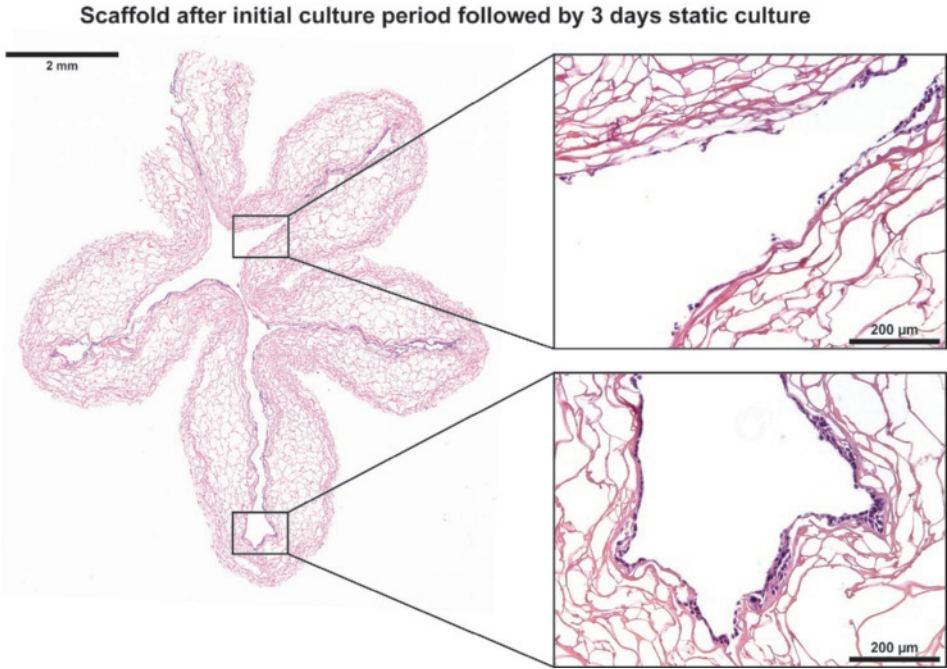 Scaffold after initial culture period followed by 3 days static culture
2 mm
200 µm
200 µm